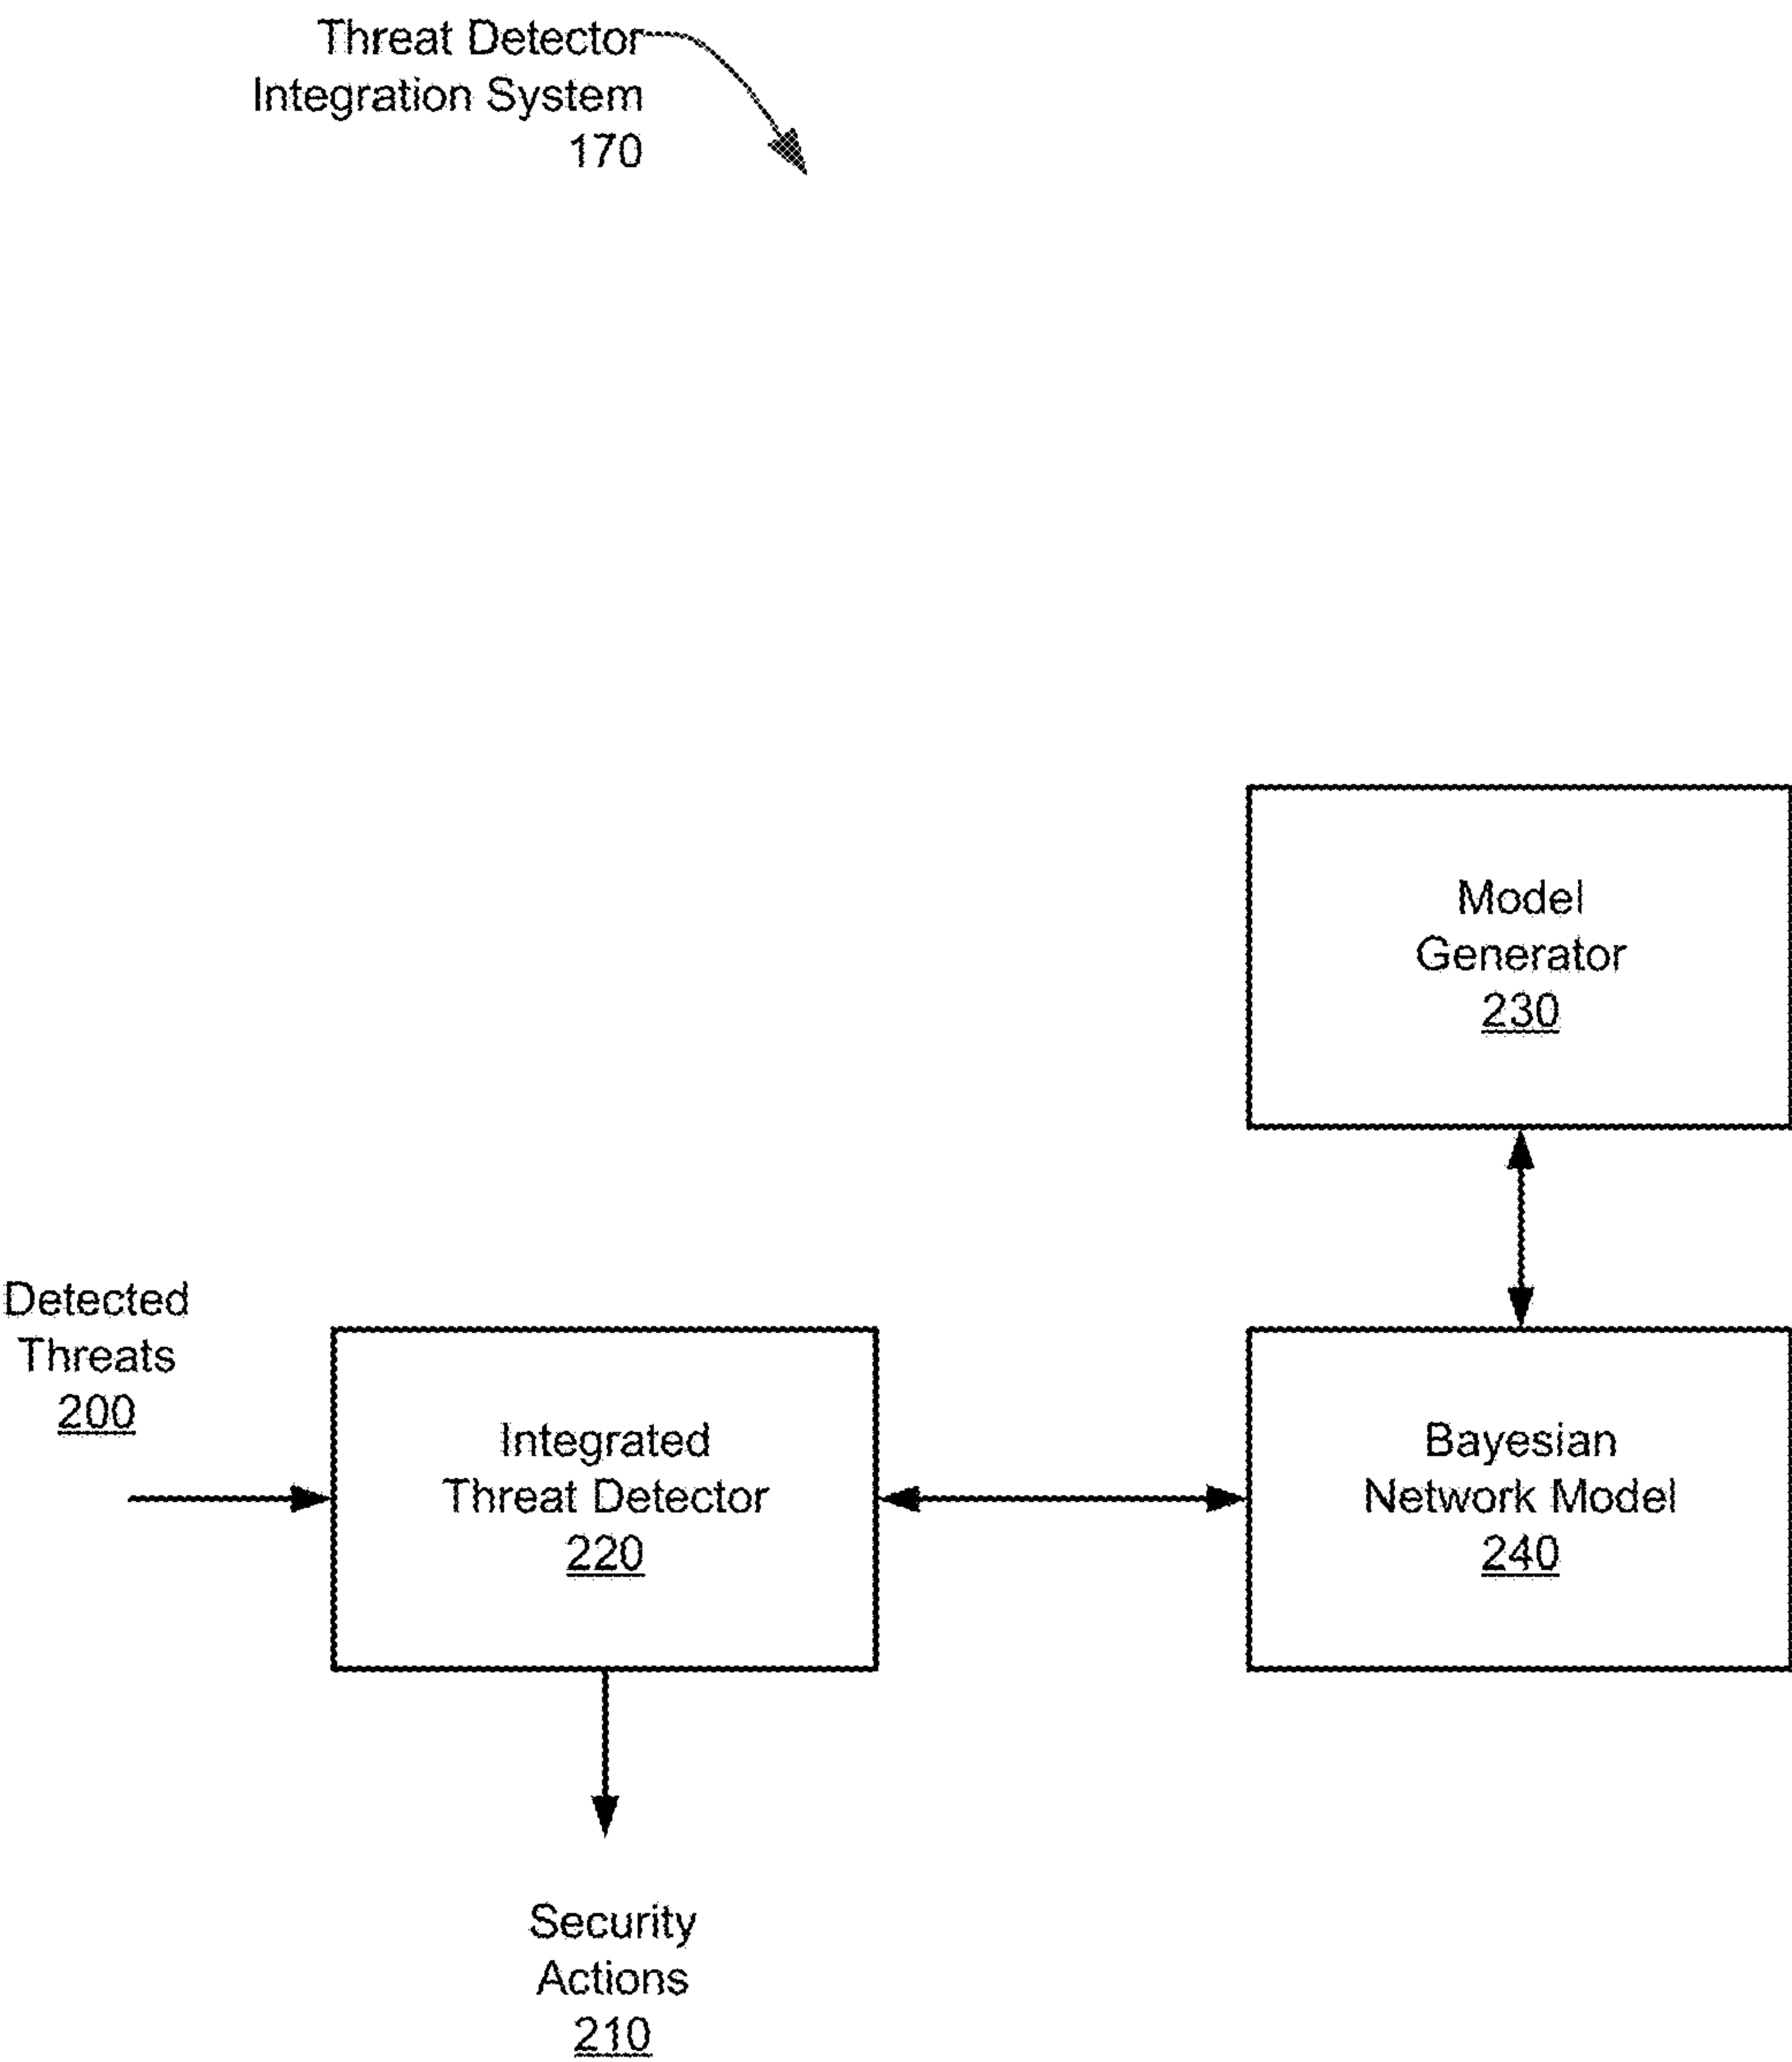 Threat Detector
Integration System
170
Model
Generator
230
Detected
Threats
200
Integrated
Threat Detector
220
Bayesian
Network Model
240
Security
Actions
210